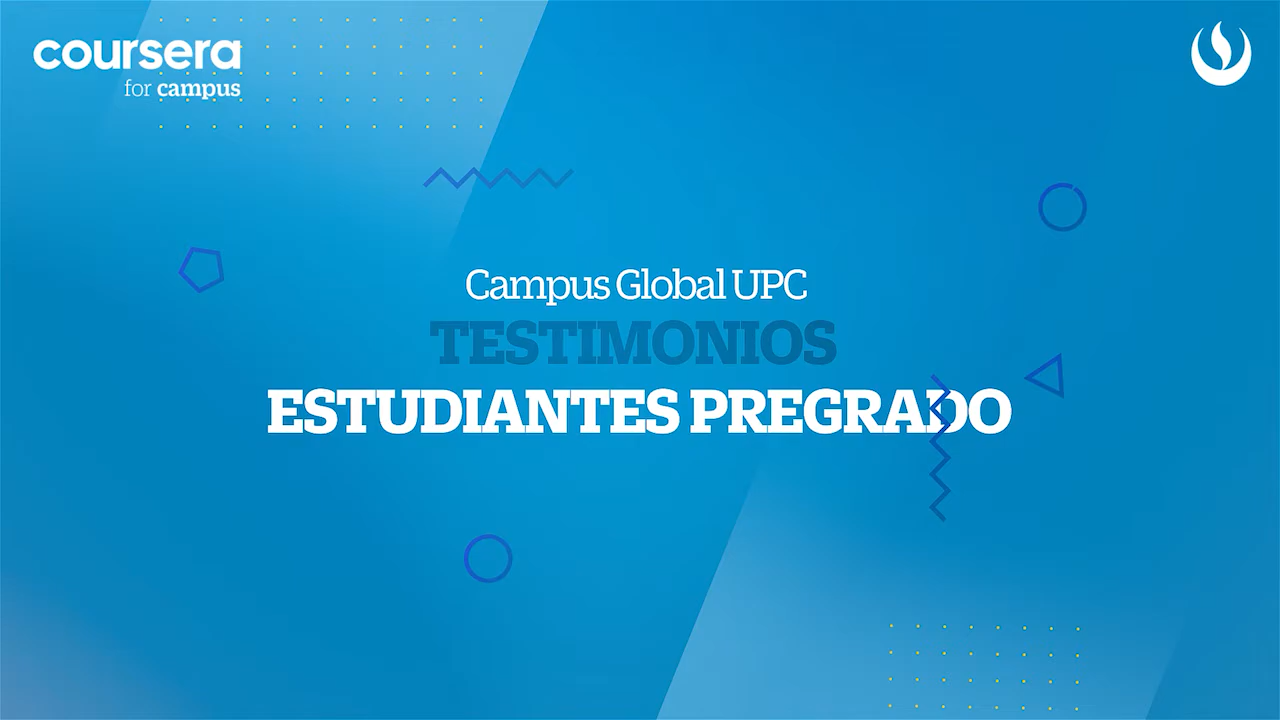 coursera
for campus
Campus Global UPC
TESTIMONIOS
ESTUDIANTES PREGRADO